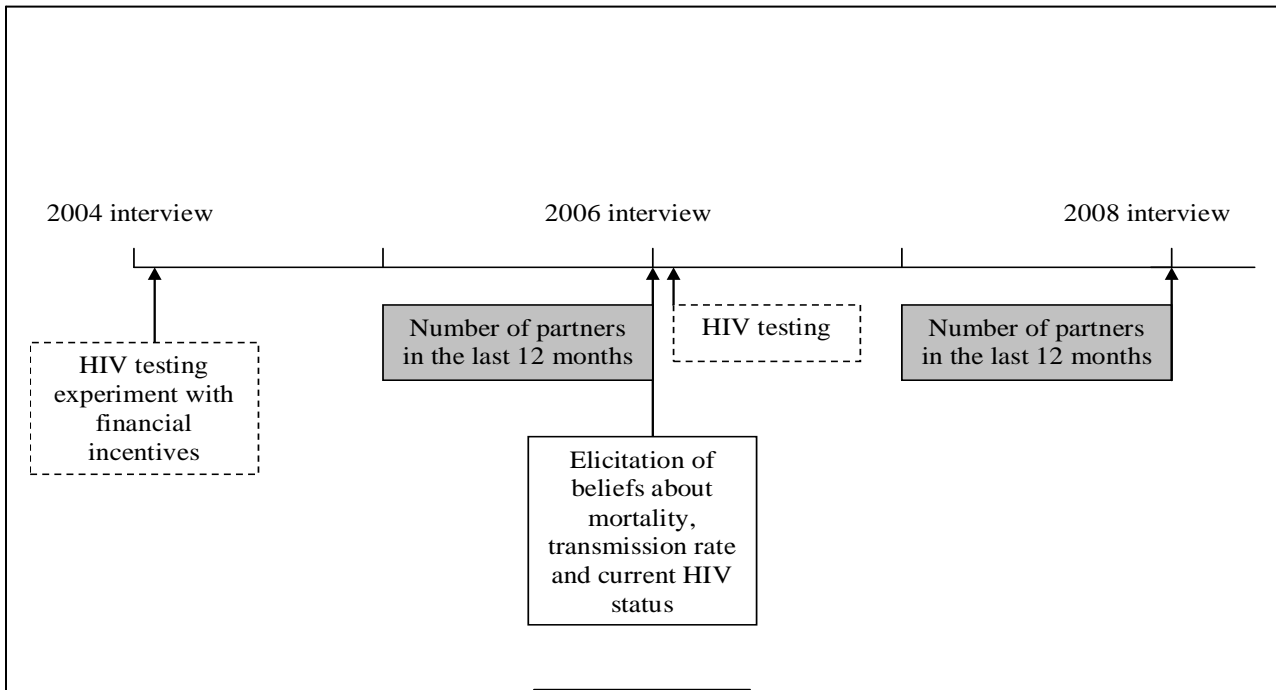 2004 interview
2006 interview
2008 interview
HIV testing
experiment with
financial
incentives
Number of partners
in the last 12 months
HIV testing
Number of partners
in the last 12 months
Elicitation of
beliefs about
mortality,
transmission rate
and current HIV
status